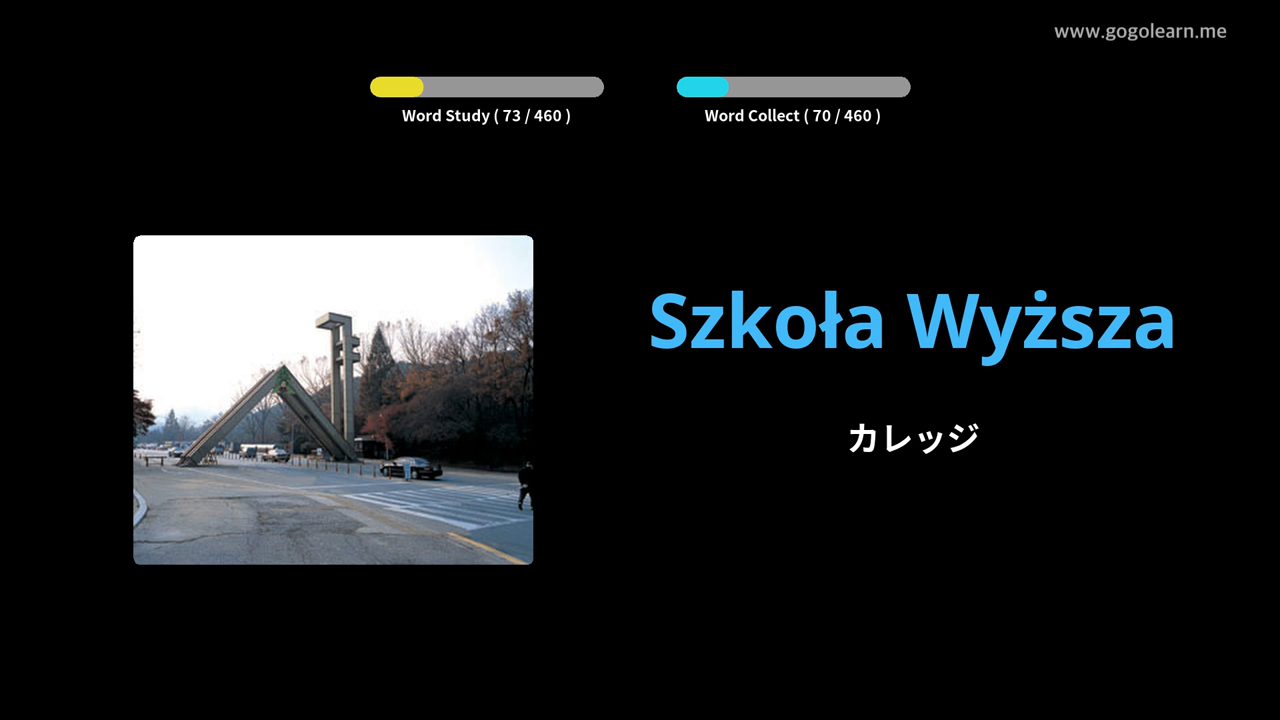 www.gogolearn.me
Word Study ( 73 / 460 )
Word Collect ( 70 / 460 )
Szkoła Wyższa
カレッジ